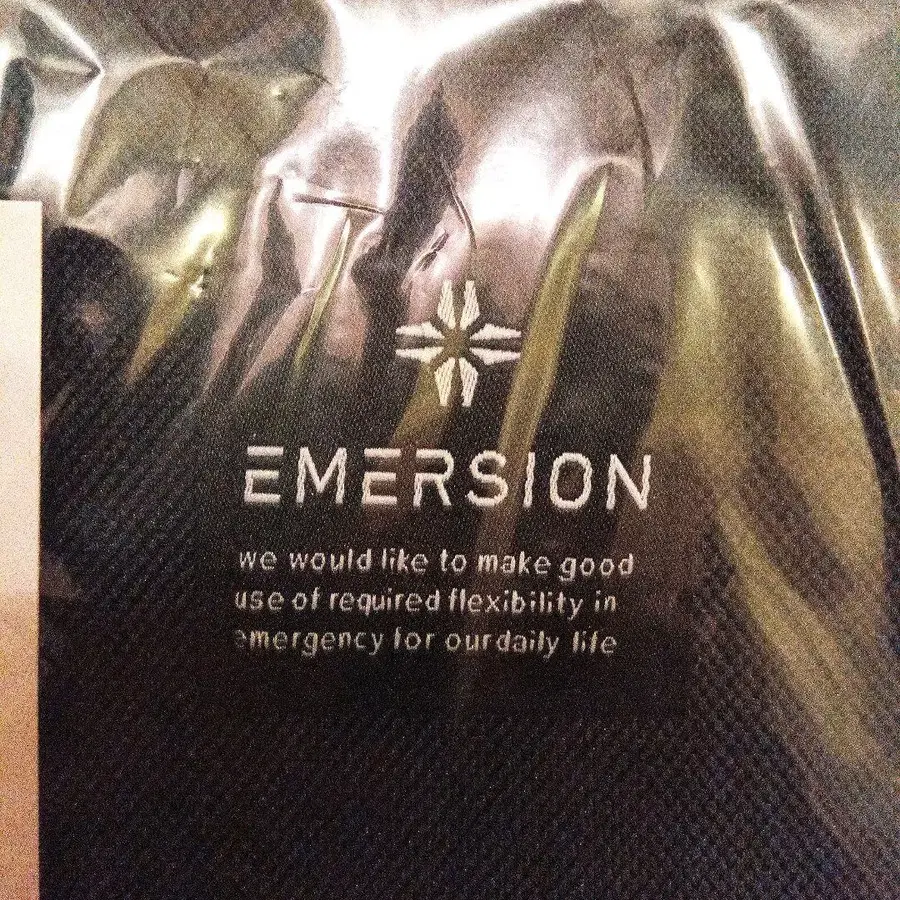 EMERSION
we would like to make good
use of required flexibility in
emergency for ourdaily life